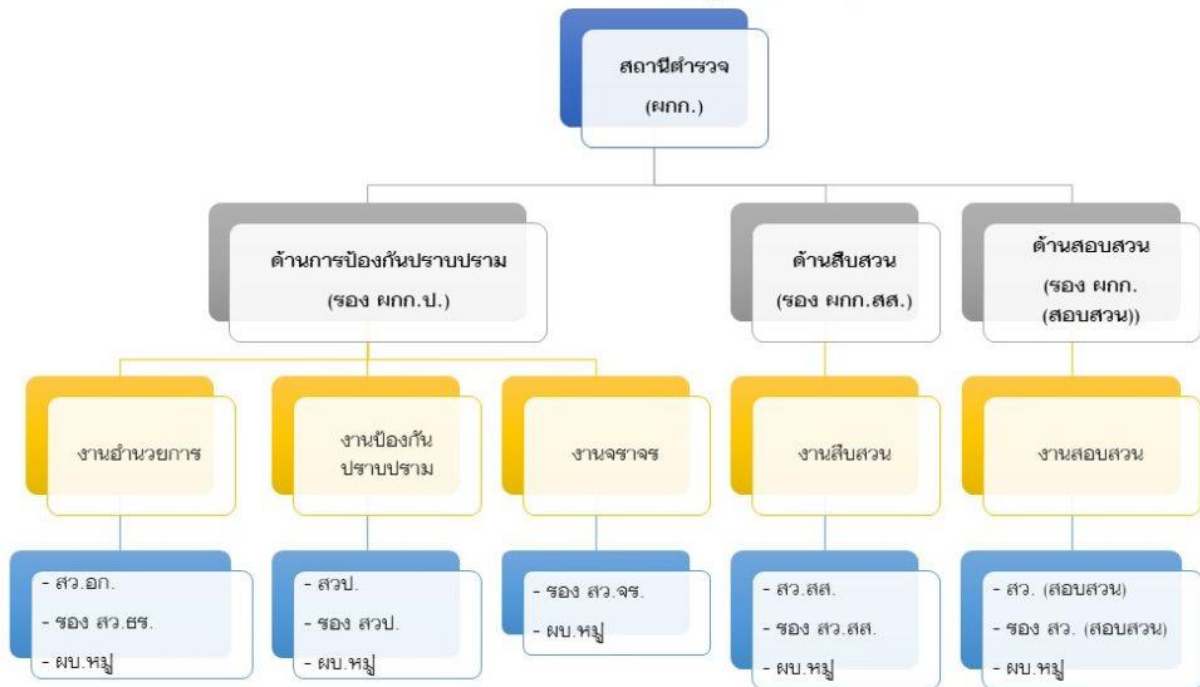 สถานีตำรวจ
(ผกก.)
ด้านการป้องกันปราบปราม
(รอง ผกก.ป.)
ด้านสืบสวน
(รอง ผกก.สส.)
ด้านสอบสวน
(รอง ผกก.
(สอบสวน))
งานอำนวยการ
งานป้องกัน
ปราบปราม
งานจราจร
งานสืบสวน
งานสอบสวน
- สว.อก.
- รอง สว.ธร.
- ผบ.หมู่
- สวป.
- รอง สวป.
- ผบ.หมู่
- รอง สว.จร.
- ผบ.หมู่
- สว.สส.
- รอง สว.สส.
- ผบ.หมู่
- สว. (สอบสวน)
- รอง สว. (สอบสวน)
- ผบ.หมู่